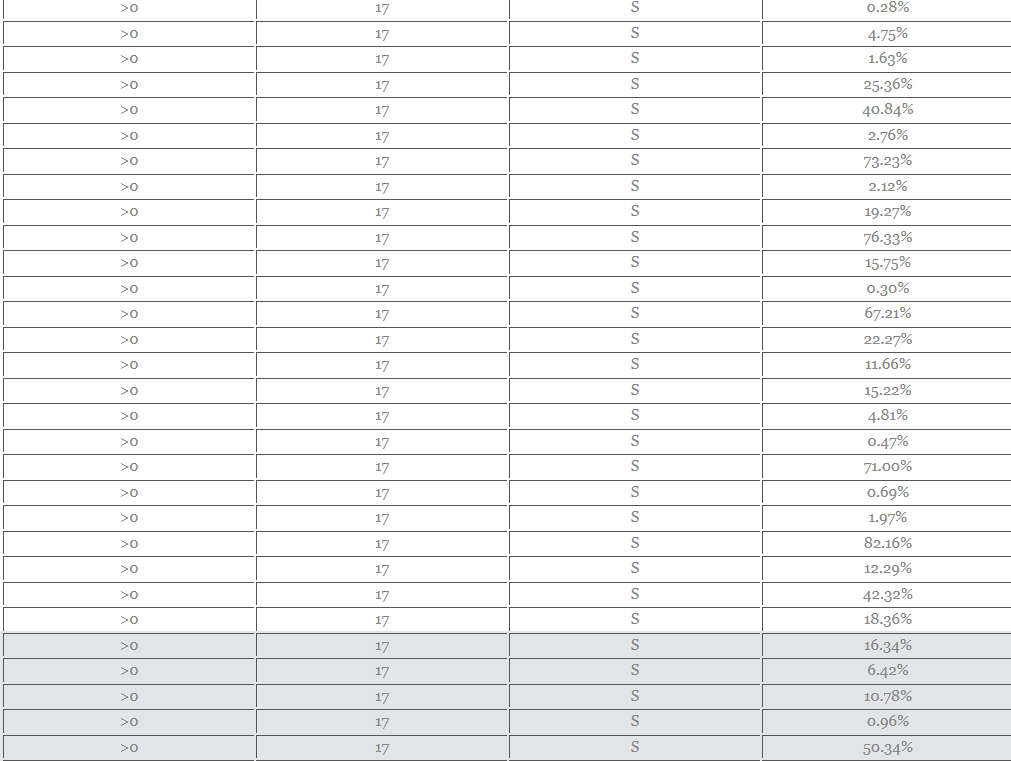 >0 17 S 0.28%
>0 17 S 4.75%
>0 17 S 1.63%
>0 17 S 25.36%
>0 17 S 40.84%
>0 17 S 2.76%
>0 17 S 73.23%
>0 17 S 2.12%
>0 17 S 19.27%
>0 17 S 76.33%
>0 17 S 15.75%
>0 17 S 0.30%
>0 17 S 67.21%
>0 17 S 22.27%
>0 17 S 11.66%
>0 17 S 15.22%
>0 17 S 4.81%
>0 17 S 0.47%
>0 17 S 71.00%
>0 17 S 0.69%
>0 17 S 1.97%
>0 17 S 82.16%
>0 17 S 12.29%
>0 17 S 42.32%
>0 17 S 18.36%
>0 17 S 16.34%
>0 17 S 6.42%
>0 17 S 10.78%
>0 17 S 0.96%
>0 17 S 50.34%